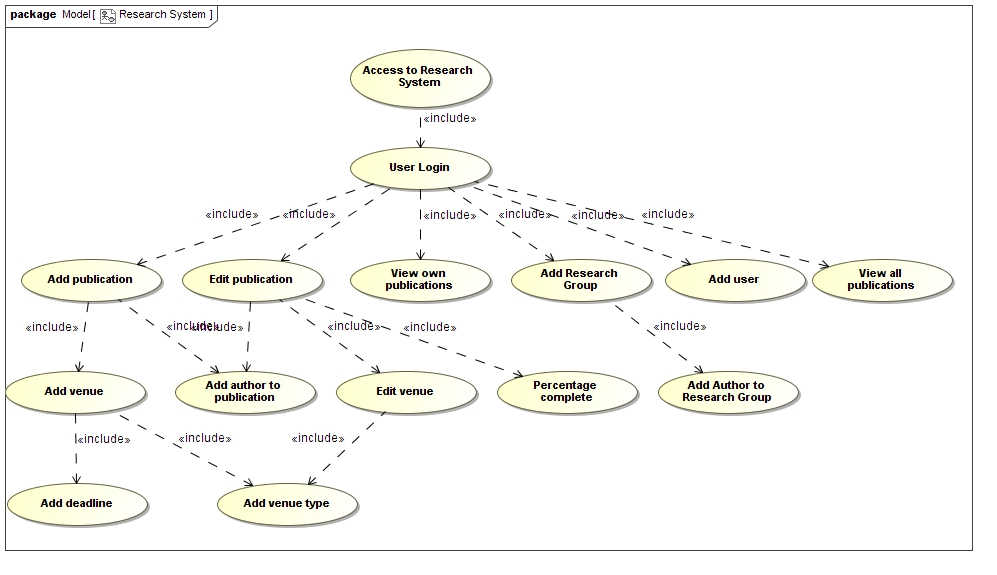 package Model [ Research System ]
Access to Research
System
«include»
User Login
«include» «include» «include» «include» «include» «include»
Add publication
Edit publication
View own
publications
Add Research
Group
Add user
View all
publications
«include» «include» «include» «include» «include» «include»
Add venue
Add author to
publication
Edit venue
Percentage
complete
Add Author to
Research Group
«include» «include» «include»
Add deadline
Add venue type